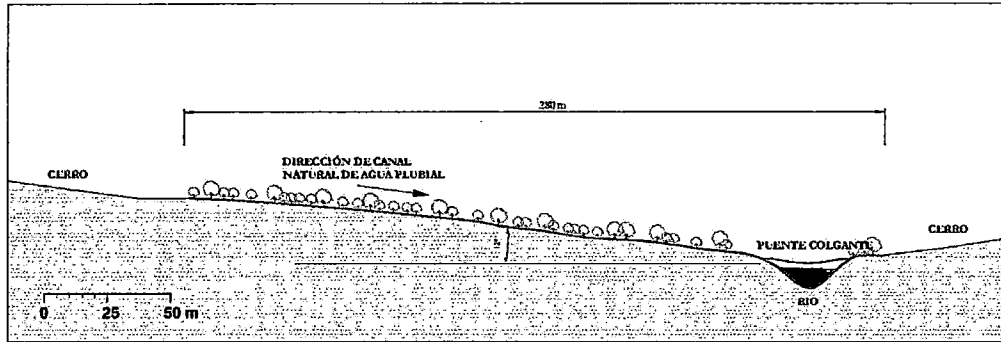 280 m
DIRECCIÓN DE CANAL
NATURAL DE AGUA PLUBIAL
CERRO
CERRO
PUENTE COLGANTE
RIO
0 25 50 m